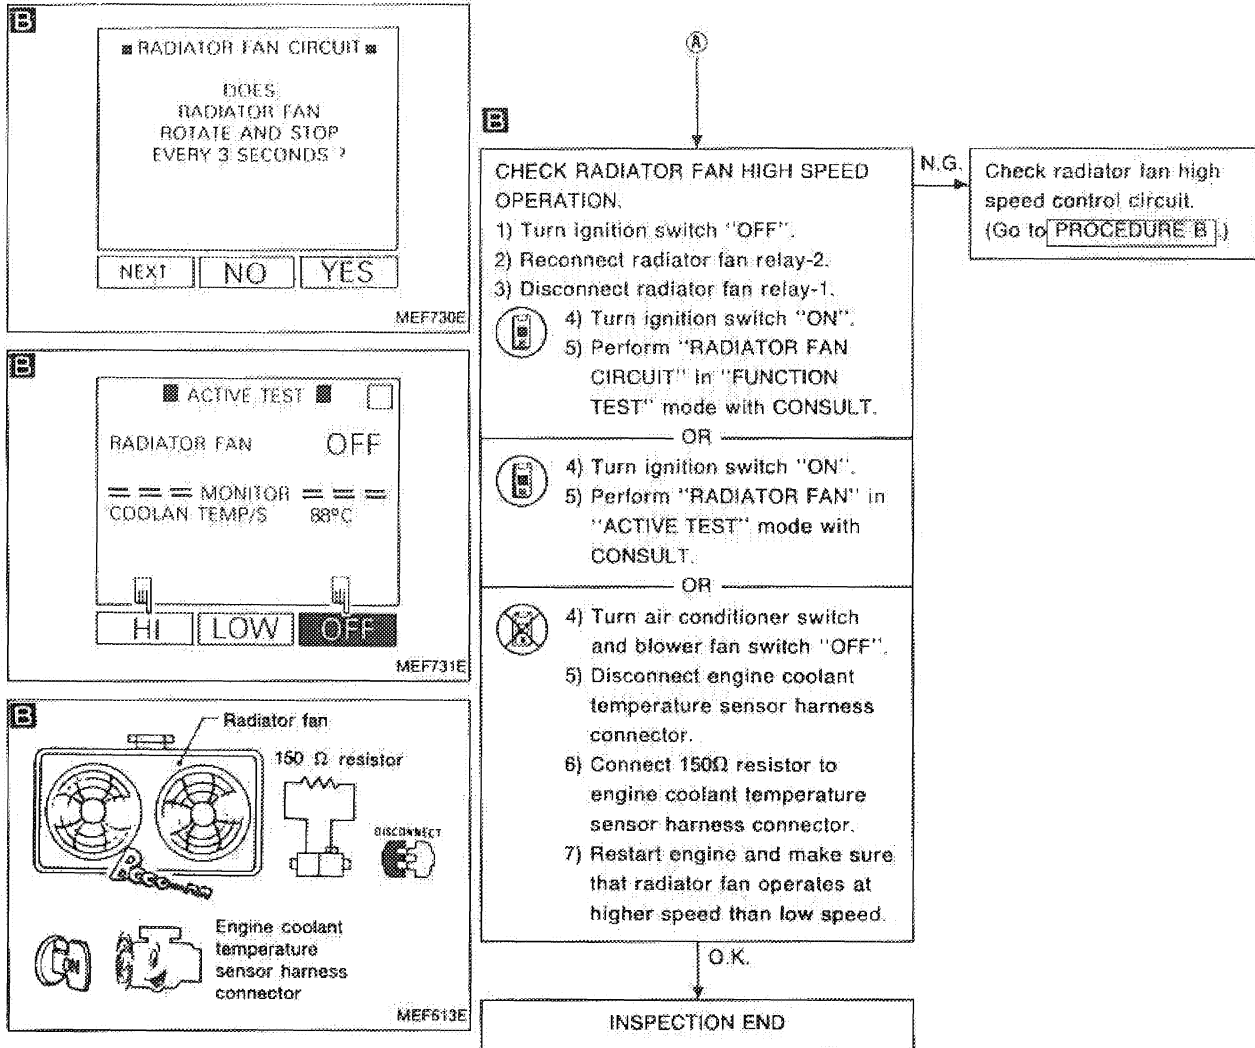 B
■ RADIATOR FAN CIRCUIT ■
DOES
RADIATOR FAN
ROTATE AND STOP
EVERY 3 SECONDS ?
NEXT NO YES
MEF730E
B
■ ACTIVE TEST ■
RADIATOR FAN OFF
= = = MONITOR = = =
COOLAN TEMP/S 88°C
HI LOW OFF
MEF731E
B
Radiator fan
150 Ω resistor
DISCONNECT
ON
Engine coolant
temperature
sensor harness
connector
MEF613E
A
B
CHECK RADIATOR FAN HIGH SPEED
OPERATION.
1) Turn ignition switch "OFF".
2) Reconnect radiator fan relay-2.
3) Disconnect radiator fan relay-1.
4) Turn ignition switch "ON".
5) Perform "RADIATOR FAN
CIRCUIT" in "FUNCTION
TEST" mode with CONSULT.
OR
4) Turn ignition switch "ON".
5) Perform "RADIATOR FAN" in
"ACTIVE TEST" mode with
CONSULT.
OR
4) Turn air conditioner switch
and blower fan switch "OFF".
5) Disconnect engine coolant
temperature sensor harness
connector.
6) Connect 150Ω resistor to
engine coolant temperature
sensor harness connector.
7) Restart engine and make sure
that radiator fan operates at
higher speed than low speed.
N.G.
Check radiator fan high
speed control circuit.
(Go to PROCEDURE B .)
O.K.
INSPECTION END